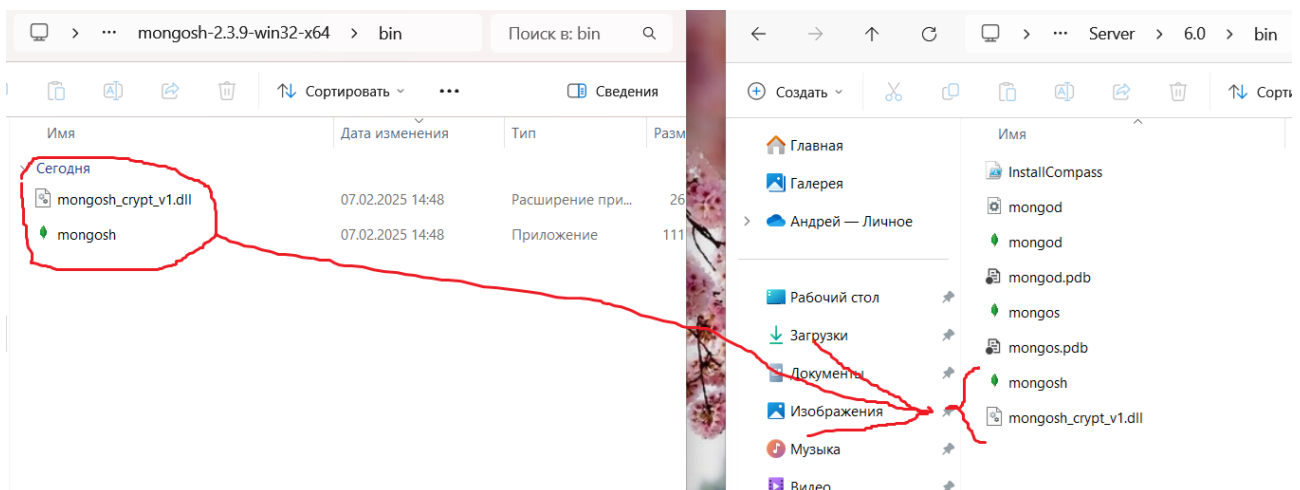 mongosh-2.3.9-win32-x64 > bin
Поиск в: bin
Сортировать
Сведения
Имя
Дата изменения
Тип
Разм
Сегодня
mongosh_crypt_v1.dll
07.02.2025 14:48
Расширение при...
26
mongosh
07.02.2025 14:48
Приложение
111
Server > 6.0 > bin
Создать
Сорти
Главная
Галерея
Андрей — Личное
Рабочий стол
Загрузки
Документы
Изображения
Музыка
Видео
Имя
InstallCompass
mongod
mongod
mongod.pdb
mongos
mongos.pdb
mongosh
mongosh_crypt_v1.dll